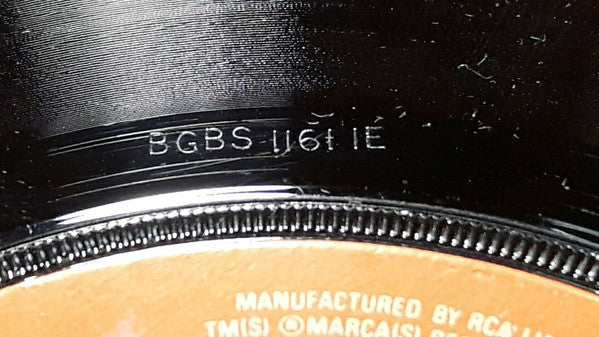 BGBS 1161 1E
MANUFACTURED BY RCA
TM(S) ®MARCA(S)